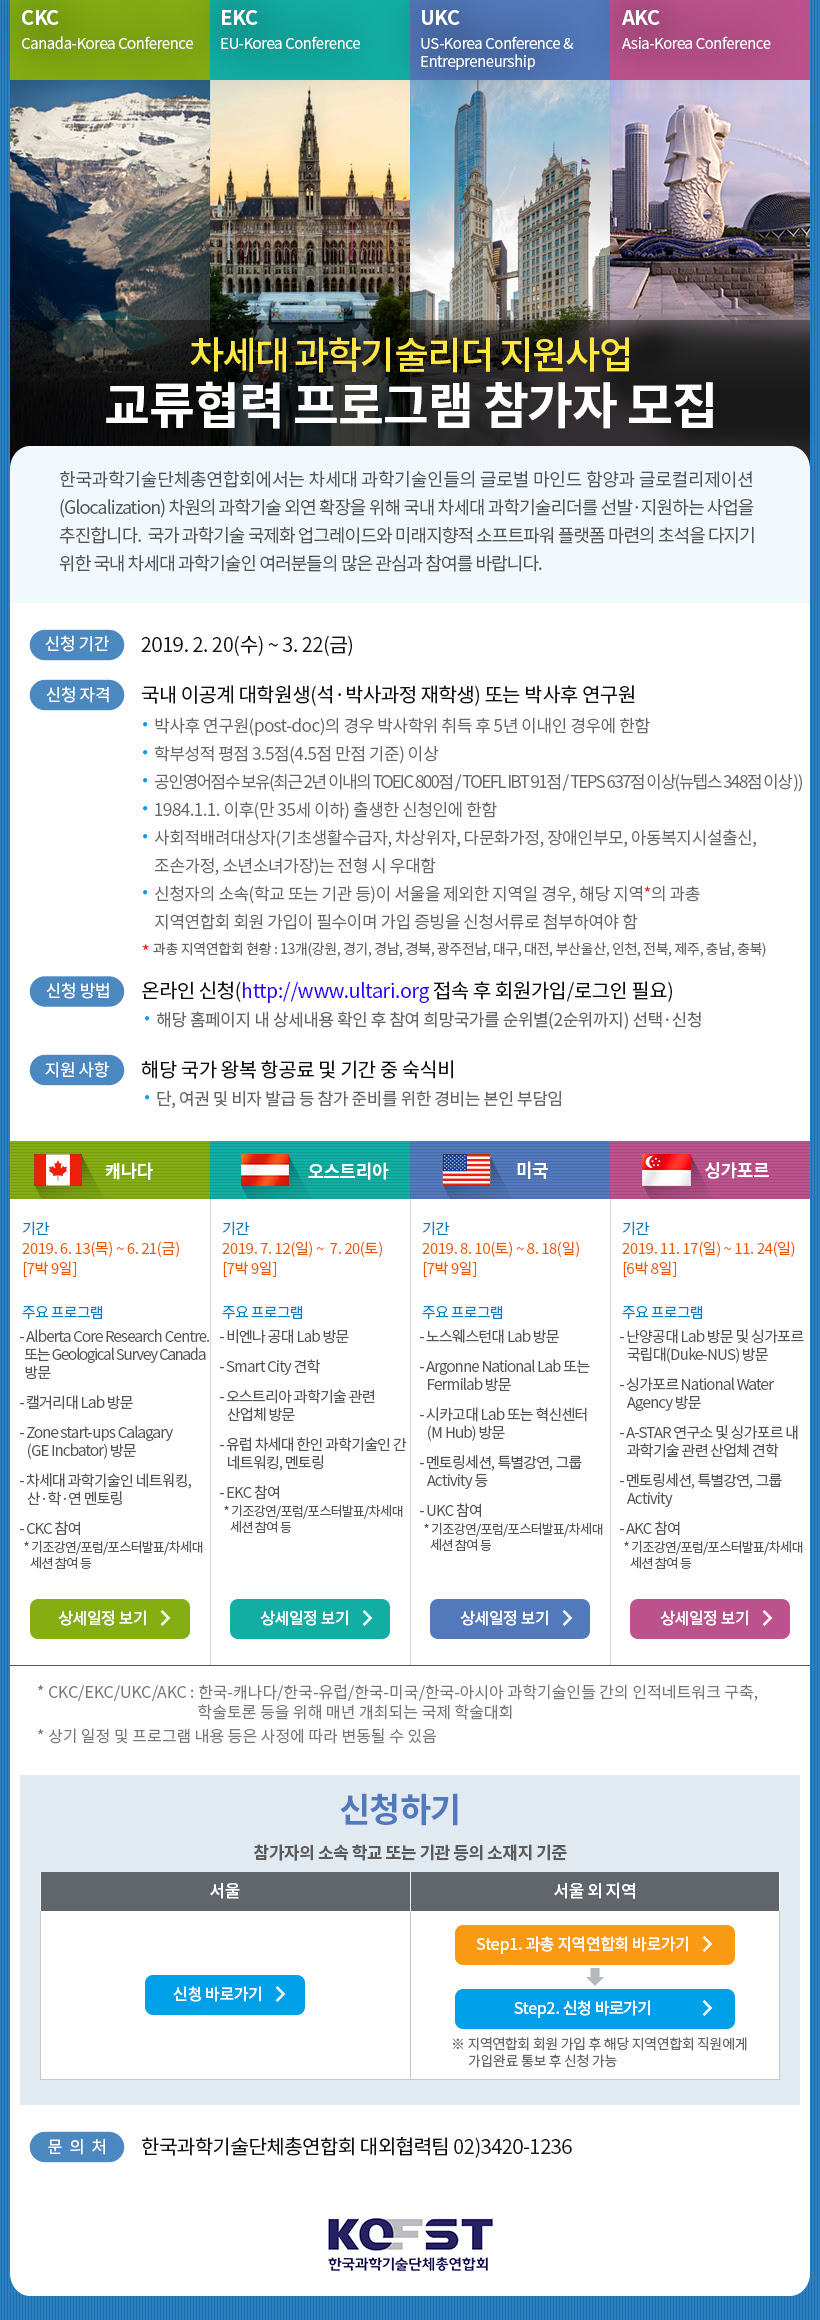 CKC
Canada-Korea Conference
EKC
EU-Korea Conference
UKC
US-Korea Conference &
Entrepreneurship
AKC
Asia-Korea Conference
차세대 과학기술리더 지원사업
교류협력 프로그램 참가자 모집
한국과학기술단체총연합회에서는 차세대 과학기술인들의 글로벌 마인드 함양과 글로컬리제이션
(Glocalization) 차원의 과학기술 외연 확장을 위해 국내 차세대 과학기술리더를 선발·지원하는 사업을
추진합니다. 국가 과학기술 국제화 업그레이드와 미래지향적 소프트파워 플랫폼 마련의 초석을 다지기
위한 국내 차세대 과학기술인 여러분들의 많은 관심과 참여를 바랍니다.
신청 기간 2019. 2. 20(수) ~ 3. 22(금)
신청 자격 국내 이공계 대학원생(석·박사과정 재학생) 또는 박사후 연구원
• 박사후 연구원(post-doc)의 경우 박사학위 취득 후 5년 이내인 경우에 한함
• 학부성적 평점 3.5점(4.5점 만점 기준) 이상
• 공인영어점수 보유(최근 2년 이내의 TOEIC 800점 / TOEFL IBT 91점 / TEPS 637점 이상(뉴텝스 348점 이상))
• 1984.1.1. 이후(만 35세 이하) 출생한 신청인에 한함
• 사회적배려대상자(기초생활수급자, 차상위자, 다문화가정, 장애인부모, 아동복지시설출신,
조손가정, 소년소녀가장)는 전형 시 우대함
• 신청자의 소속(학교 또는 기관 등)이 서울을 제외한 지역일 경우, 해당 지역*의 과총
지역연합회 회원 가입이 필수이며 가입 증빙을 신청서류로 첨부하여야 함
* 과총 지역연합회 현황 : 13개(강원, 경기, 경남, 경북, 광주전남, 대구, 대전, 부산울산, 인천, 전북, 제주, 충남, 충북)
신청 방법 온라인 신청(http://www.ultari.org 접속 후 회원가입/로그인 필요)
• 해당 홈페이지 내 상세내용 확인 후 참여 희망국가를 순위별(2순위까지) 선택·신청
지원 사항 해당 국가 왕복 항공료 및 기간 중 숙식비
• 단, 여권 및 비자 발급 등 참가 준비를 위한 경비는 본인 부담임
캐나다
기간
2019. 6. 13(목) ~ 6. 21(금)
[7박 9일]
주요 프로그램
- Alberta Core Research Centre.
또는 Geological Survey Canada
방문
- 캘거리대 Lab 방문
- Zone start-ups Calagary
(GE Incbator) 방문
- 차세대 과학기술인 네트워킹,
산·학·연 멘토링
- CKC 참여
* 기조강연/포럼/포스터발표/차세대
세션 참여 등
상세일정 보기
오스트리아
기간
2019. 7. 12(일) ~ 7. 20(토)
[7박 9일]
주요 프로그램
- 비엔나 공대 Lab 방문
- Smart City 견학
- 오스트리아 과학기술 관련
산업체 방문
- 유럽 차세대 한인 과학기술인 간
네트워킹, 멘토링
- EKC 참여
* 기조강연/포럼/포스터발표/차세대
세션 참여 등
상세일정 보기
미국
기간
2019. 8. 10(토) ~ 8. 18(일)
[7박 9일]
주요 프로그램
- 노스웨스턴대 Lab 방문
- Argonne National Lab 또는
Fermilab 방문
- 시카고대 Lab 또는 혁신센터
(M Hub) 방문
- 멘토링세션, 특별강연, 그룹
Activity 등
- UKC 참여
* 기조강연/포럼/포스터발표/차세대
세션 참여 등
상세일정 보기
싱가포르
기간
2019. 11. 17(일) ~ 11. 24(일)
[6박 8일]
주요 프로그램
- 난양공대 Lab 방문 및 싱가포르
국립대(Duke-NUS) 방문
- 싱가포르 National Water
Agency 방문
- A-STAR 연구소 및 싱가포르 내
과학기술 관련 산업체 견학
- 멘토링세션, 특별강연, 그룹
Activity
- AKC 참여
* 기조강연/포럼/포스터발표/차세대
세션 참여 등
상세일정 보기
* CKC/EKC/UKC/AKC : 한국-캐나다/한국-유럽/한국-미국/한국-아시아 과학기술인들 간의 인적네트워크 구축,
학술토론 등을 위해 매년 개최되는 국제 학술대회
* 상기 일정 및 프로그램 내용 등은 사정에 따라 변동될 수 있음
신청하기
참가자의 소속 학교 또는 기관 등의 소재지 기준
서울
신청 바로가기
서울 외 지역
Step1. 과총 지역연합회 바로가기
Step2. 신청 바로가기
※ 지역연합회 회원 가입 후 해당 지역연합회 직원에게
가입완료 통보 후 신청 가능
문 의 처 한국과학기술단체총연합회 대외협력팀 02)3420-1236
KOFST
한국과학기술단체총연합회